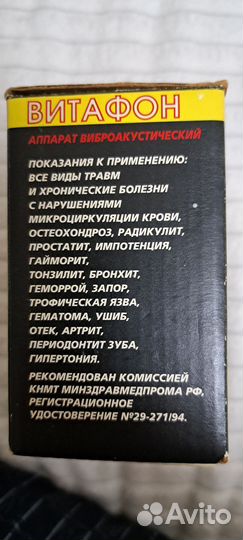 ВИТАФОН
АППАРАТ ВИБРОАКУСТИЧЕСКИЙ
ПОКАЗАНИЯ К ПРИМЕНЕНИЮ:
ВСЕ ВИДЫ ТРАВМ
И ХРОНИЧЕСКИЕ БОЛЕЗНИ
С НАРУШЕНИЯМИ
МИКРОЦИРКУЛЯЦИИ КРОВИ,
ОСТЕОХОНДРОЗ, РАДИКУЛИТ,
ПРОСТАТИТ, ИМПОТЕНЦИЯ,
ГАЙМОРИТ,
ТОНЗИЛИТ, БРОНХИТ,
ГЕМОРРОЙ, ЗАПОР,
ТРОФИЧЕСКАЯ ЯЗВА,
ГЕМАТОМА, УШИБ,
ОТЕК, АРТРИТ,
ПЕРИОДОНТИТ ЗУБА,
ГИПЕРТОНИЯ.
РЕКОМЕНДОВАН КОМИССИЕЙ
КНМТ МИНЗДРАВМЕДПРОМА РФ,
РЕГИСТРАЦИОННОЕ
УДОСТОВЕРЕНИЕ №29-271/94.
Avito